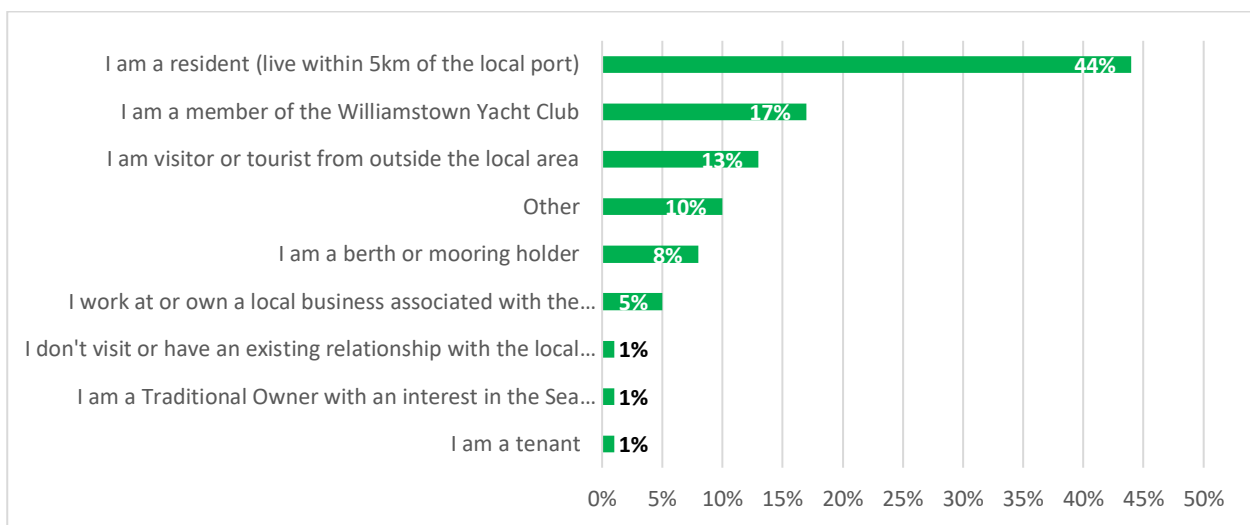 I am a resident (live within 5km of the local port)
44%
I am a member of the Williamstown Yacht Club
17%
I am visitor or tourist from outside the local area
13%
Other
10%
I am a berth or mooring holder
8%
I work at or own a local business associated with the…
5%
I don't visit or have an existing relationship with the local…
1%
I am a Traditional Owner with an interest in the Sea…
1%
I am a tenant
1%
0% 5% 10% 15% 20% 25% 30% 35% 40% 45% 50%